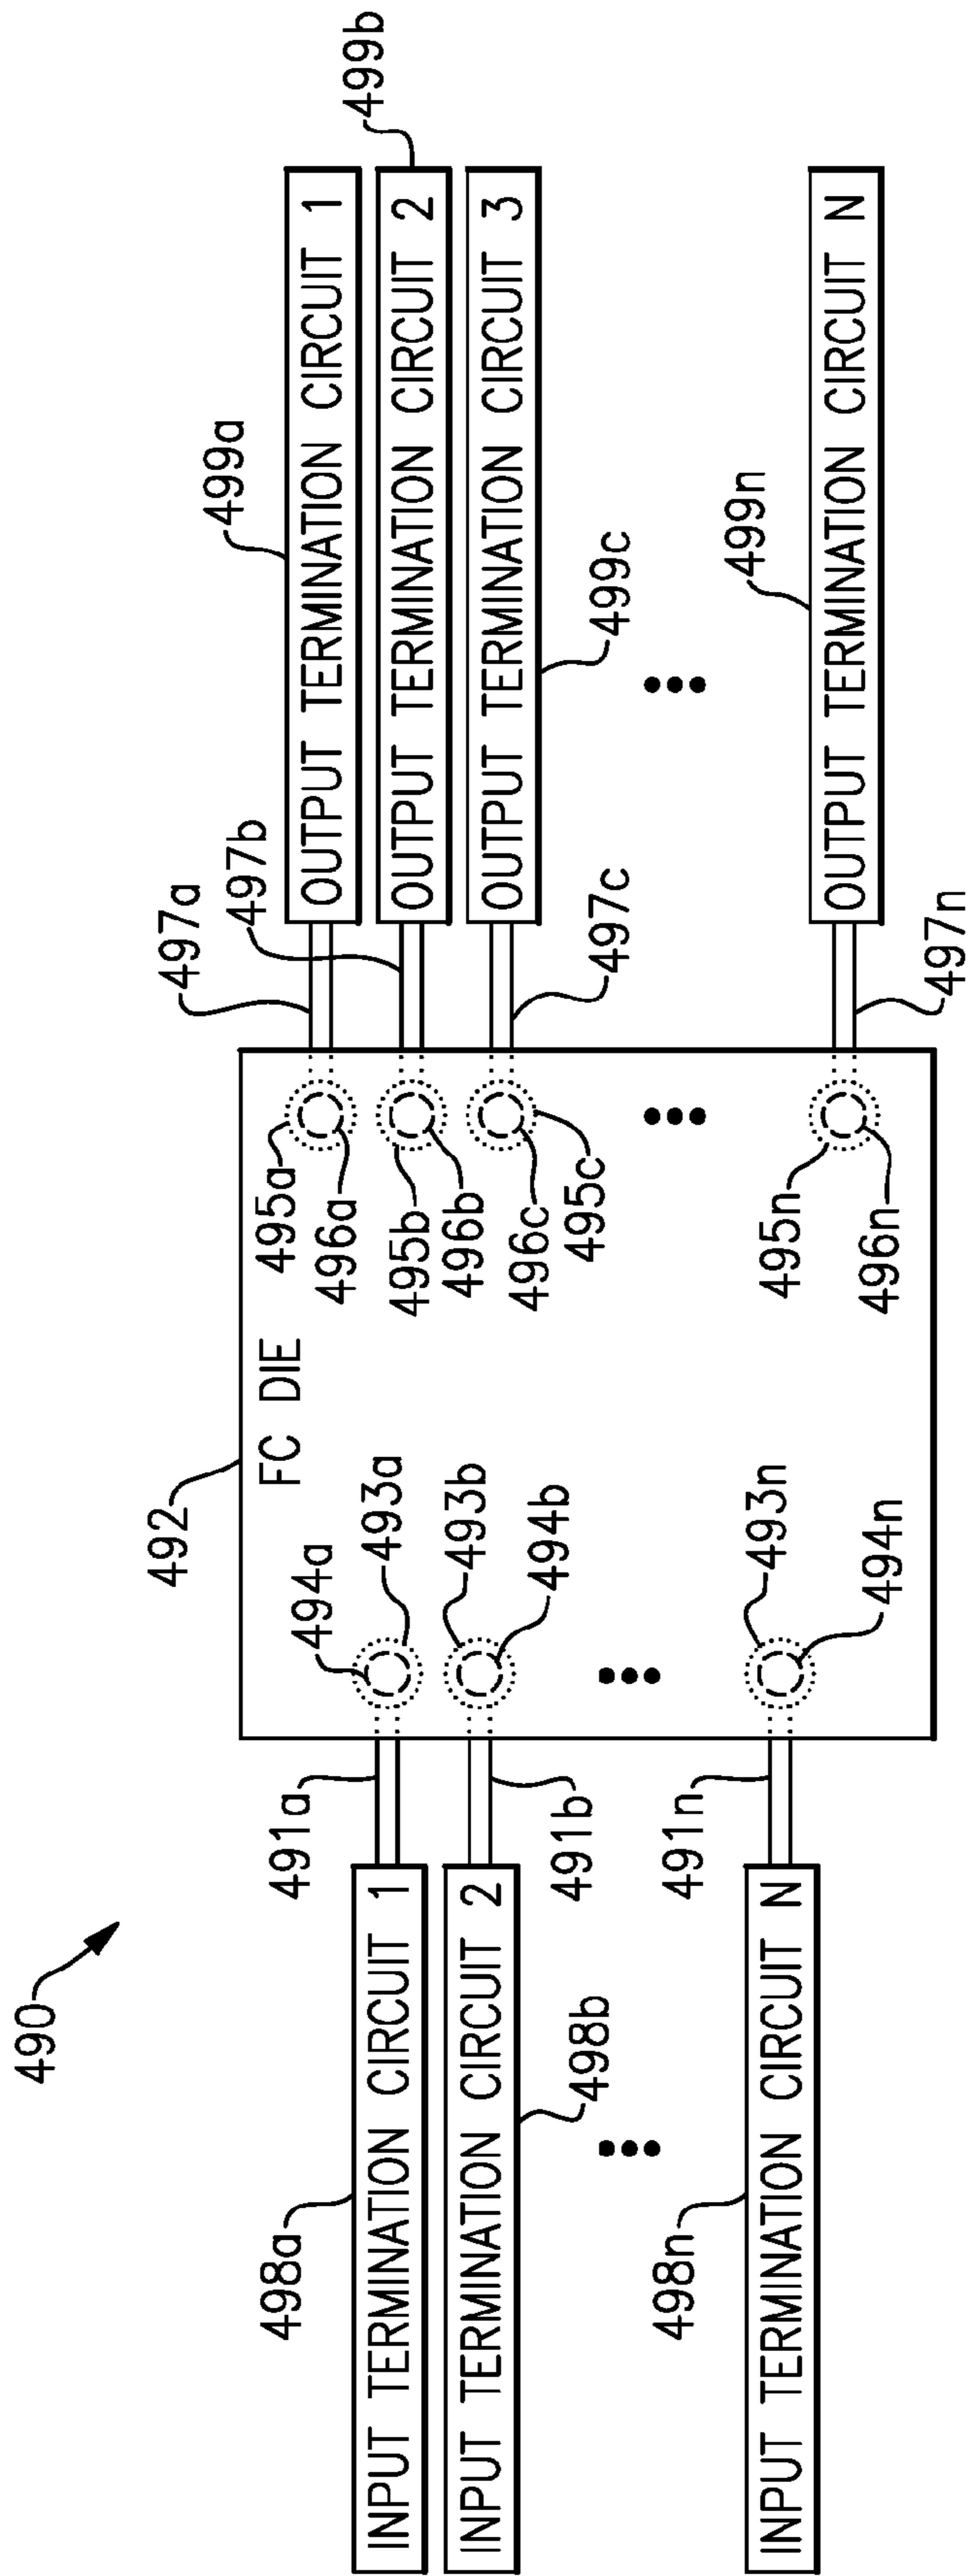 490
492
FC DIE
498a
INPUT TERMINATION CIRCUIT 1
491a
494a
493a
INPUT TERMINATION CIRCUIT 2
498b
491b
493b
494b
498n
INPUT TERMINATION CIRCUIT N
491n
493n
494n
495a
496a
497a
OUTPUT TERMINATION CIRCUIT 1
499a
495b
496b
497b
OUTPUT TERMINATION CIRCUIT 2
499b
496c
495c
497c
OUTPUT TERMINATION CIRCUIT 3
499c
495n
496n
497n
OUTPUT TERMINATION CIRCUIT N
499n